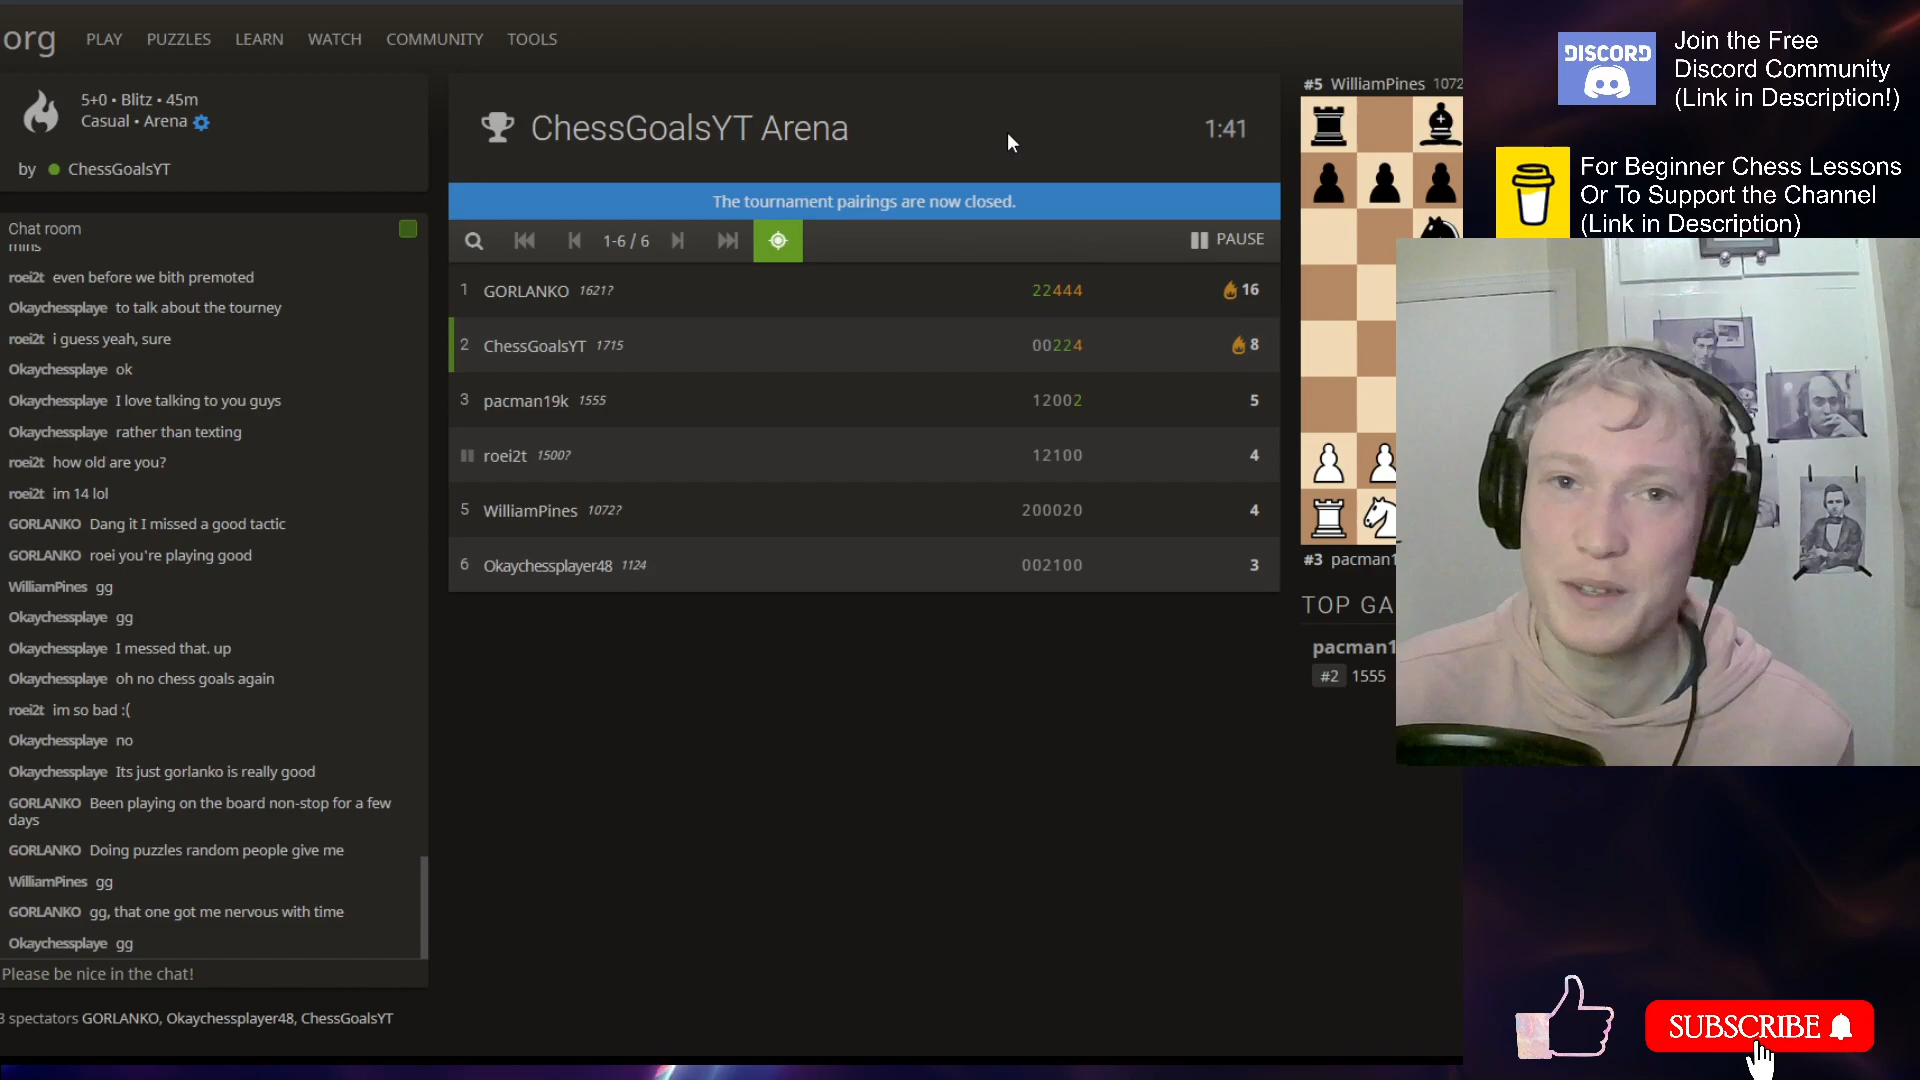 org PLAY PUZZLES LEARN WATCH COMMUNITY TOOLS
5+0 • Blitz • 45m
Casual • Arena
by ChessGoalsYT
Chat room
mins
roei2t even before we bith premoted
Okaychessplaye to talk about the tourney
roei2t i guess yeah, sure
Okaychessplaye ok
Okaychessplaye I love talking to you guys
Okaychessplaye rather than texting
roei2t how old are you?
roei2t im 14 lol
GORLANKO Dang it I missed a good tactic
GORLANKO roei you're playing good
WilliamPines gg
Okaychessplaye gg
Okaychessplaye I messed that. up
Okaychessplaye oh no chess goals again
roei2t im so bad :(
Okaychessplaye no
Okaychessplaye Its just gorlanko is really good
GORLANKO Been playing on the board non-stop for a few
days
GORLANKO Doing puzzles random people give me
WilliamPines gg
GORLANKO gg, that one got me nervous with time
Okaychessplaye gg
Please be nice in the chat!
3 spectators GORLANKO, Okaychessplayer48, ChessGoalsYT
ChessGoalsYT Arena 1:41
The tournament pairings are now closed.
1-6 / 6 PAUSE
1 GORLANKO 1621? 22444 16
2 ChessGoalsYT 1715 00224 8
3 pacman19k 1555 12002 5
roei2t 1500? 12100 4
5 WilliamPines 1072? 200020 4
6 Okaychessplayer48 1124 002100 3
#5 WilliamPines 1072
#3 pacman1
TOP GA
pacman1
#2 1555
DISCORD
Join the Free
Discord Community
(Link in Description!)
For Beginner Chess Lessons
Or To Support the Channel
(Link in Description)
SUBSCRIBE